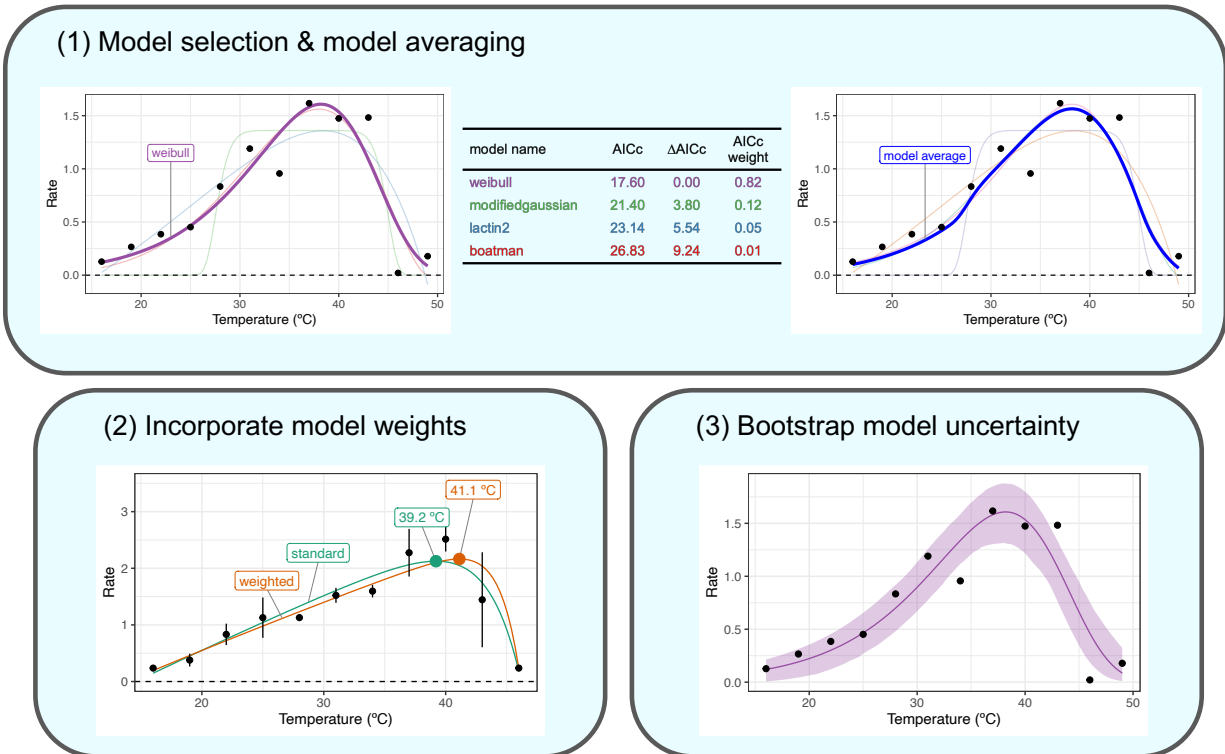 (1) Model selection & model averaging
1.5
1.0
0.5
0.0
Rate
weibull
20
30
40
50
Temperature (ºC)
model name AICc ΔAICc AICc weight
weibull 17.60 0.00 0.82
modifiedgaussian 21.40 3.80 0.12
lactin2 23.14 5.54 0.05
boatman 26.83 9.24 0.01
1.5
1.0
0.5
0.0
Rate
model average
20
30
40
50
Temperature (ºC)
(2) Incorporate model weights
3
2
1
0
Rate
41.1 ºC
39.2 ºC
standard
weighted
20
30
40
Temperature (ºC)
(3) Bootstrap model uncertainty
1.5
1.0
0.5
0.0
Rate
20
30
40
50
Temperature (ºC)